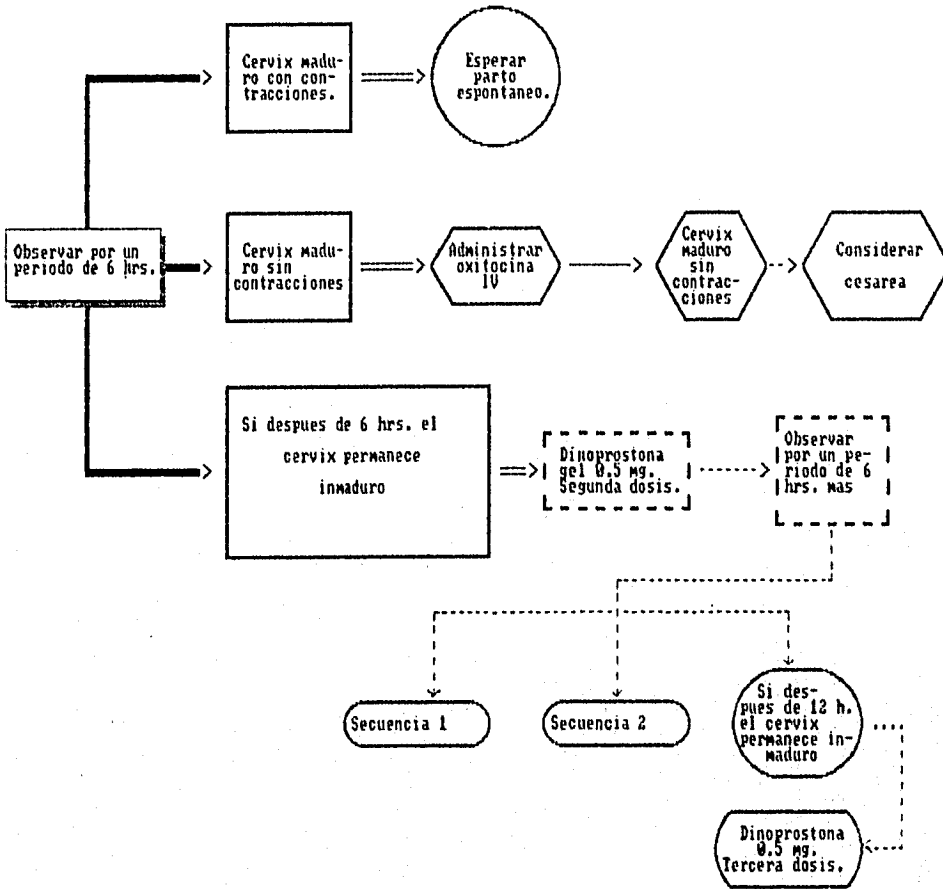 Cervix madu-
ro con con-
tracciones.
Esperar
parto
espontaneo.
Observar por un
periodo de 6 hrs.
Cervix madu-
ro sin
contracciones
Administrar
oxitocina
IV
Cervix
maduro
sin
contrac-
ciones
Considerar
cesarea
Si despues de 6 hrs. el
cervix permanece
inmaduro
Dinoprostona
gel 0.5 mg.
Segunda dosis.
Observar
por un pe-
riodo de 6
hrs. mas
Secuencia 1
Secuencia 2
Si des-
pues de 12 h.
el cervix
permanece in-
maduro
Dinoprostona
0.5 mg.
Tercera dosis.